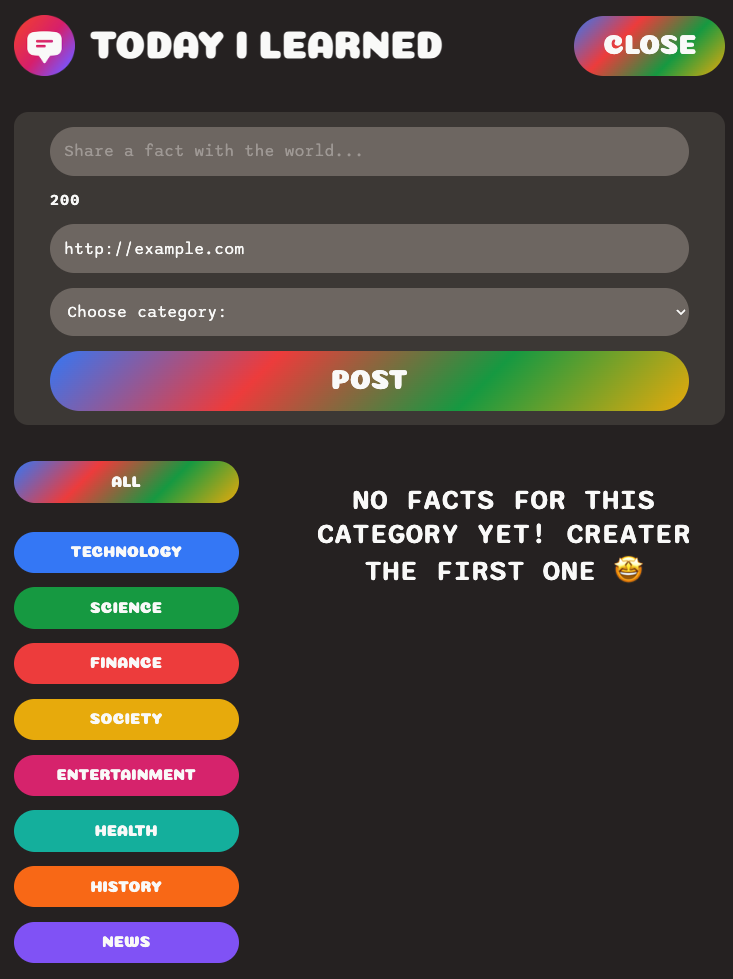 TODAY I LEARNED
CLOSE
Share a fact with the world...
200
http://example.com
Choose category:
POST
ALL
TECHNOLOGY
SCIENCE
FINANCE
SOCIETY
ENTERTAINMENT
HEALTH
HISTORY
NEWS
NO FACTS FOR THIS
CATEGORY YET! CREATER
THE FIRST ONE 🤩